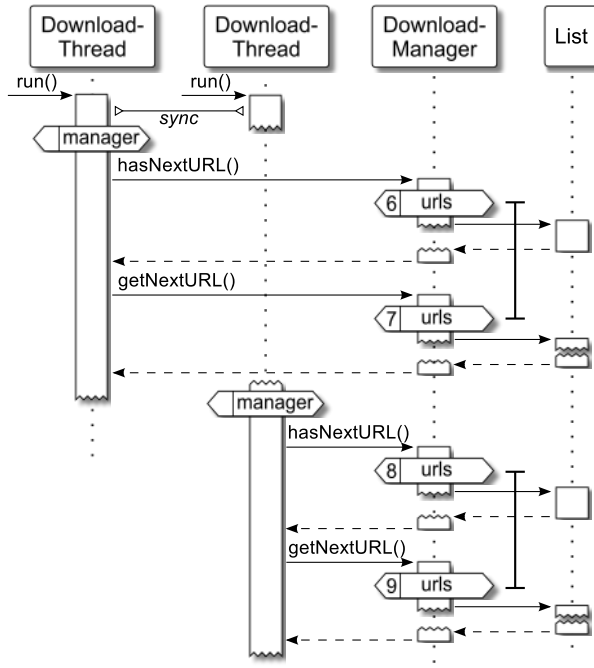 Download-
Thread
Download-
Thread
Download-
Manager
List
run()
run()
sync
manager
hasNextURL()
6 urls
getNextURL()
7 urls
manager
hasNextURL()
8 urls
getNextURL()
9 urls